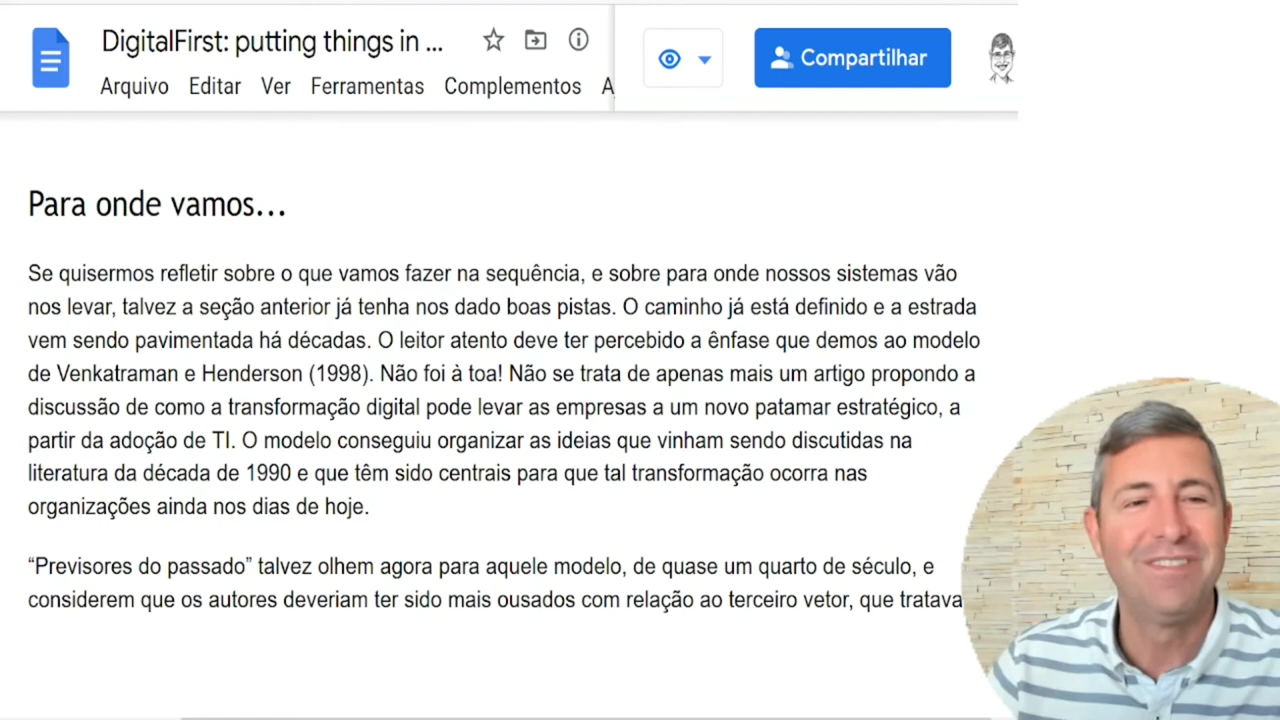 DigitalFirst: putting things in ...
Compartilhar
Arquivo Editar Ver Ferramentas Complementos A
Para onde vamos…
Se quisermos refletir sobre o que vamos fazer na sequência, e sobre para onde nossos sistemas vão
nos levar, talvez a seção anterior já tenha nos dado boas pistas. O caminho já está definido e a estrada
vem sendo pavimentada há décadas. O leitor atento deve ter percebido a ênfase que demos ao modelo
de Venkatraman e Henderson (1998). Não foi à toa! Não se trata de apenas mais um artigo propondo a
discussão de como a transformação digital pode levar as empresas a um novo patamar estratégico, a
partir da adoção de TI. O modelo conseguiu organizar as ideias que vinham sendo discutidas na
literatura da década de 1990 e que têm sido centrais para que tal transformação ocorra nas
organizações ainda nos dias de hoje.
“Previsores do passado” talvez olhem agora para aquele modelo, de quase um quarto de século, e
considerem que os autores deveriam ter sido mais ousados com relação ao terceiro vetor, que tratava